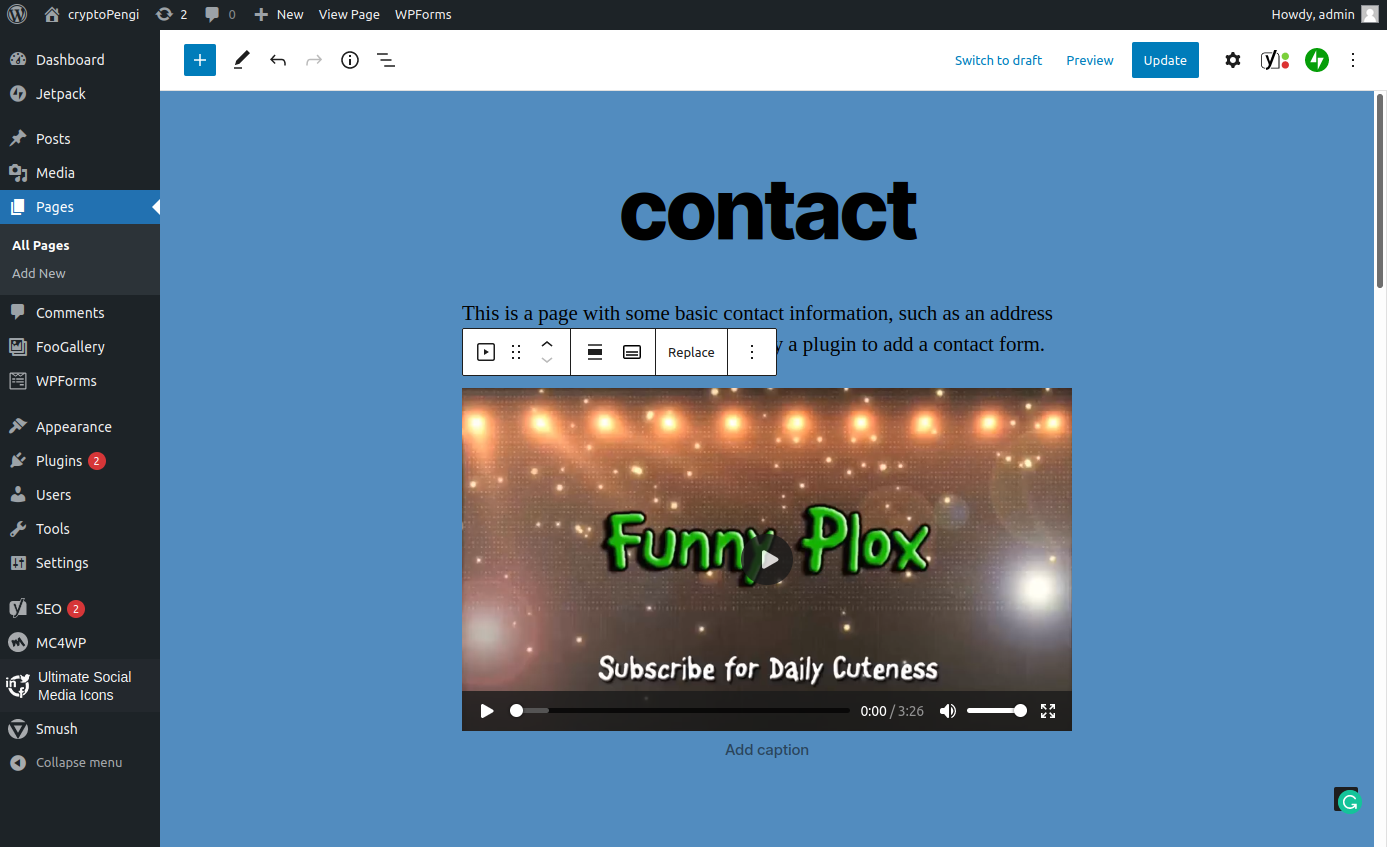 cryptoPengi
2
0
New
View Page
WPForms
Howdy, admin
Dashboard
Jetpack
Posts
Media
Pages
All Pages
Add New
Comments
FooGallery
WPForms
Appearance
Plugins 2
Users
Tools
Settings
SEO 2
MC4WP
Ultimate Social
Media Icons
Smush
Collapse menu
Switch to draft
Preview
Update
contact
This is a page with some basic contact information, such as an address
y a plugin to add a contact form.
Replace
Funny Plox
Subscribe for Daily Cuteness
0:00 / 3:26
Add caption